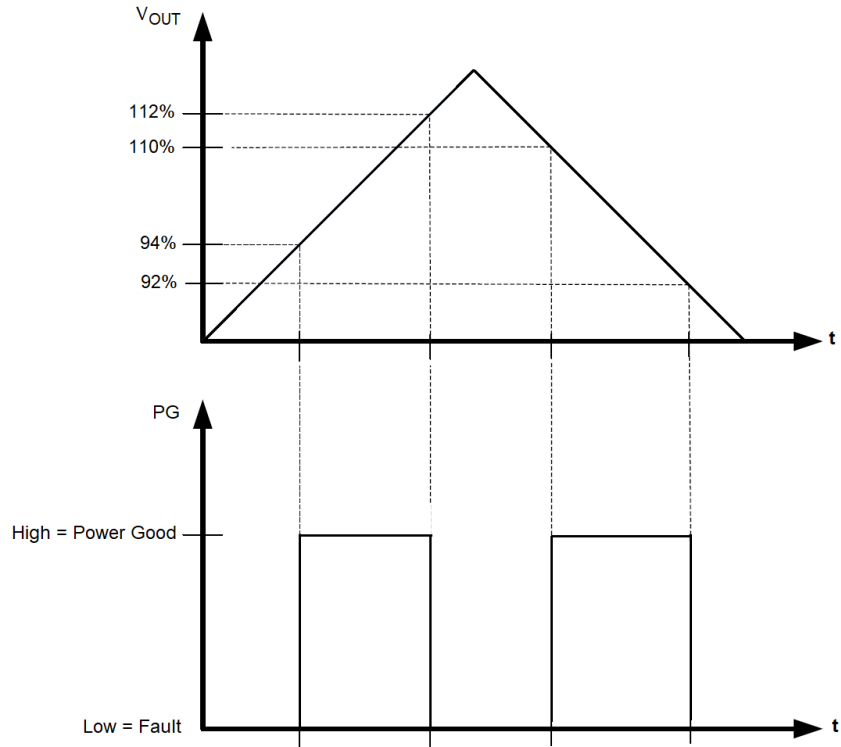 VOUT
112%
110%
94%
92%
t
PG
High = Power Good
Low = Fault
t